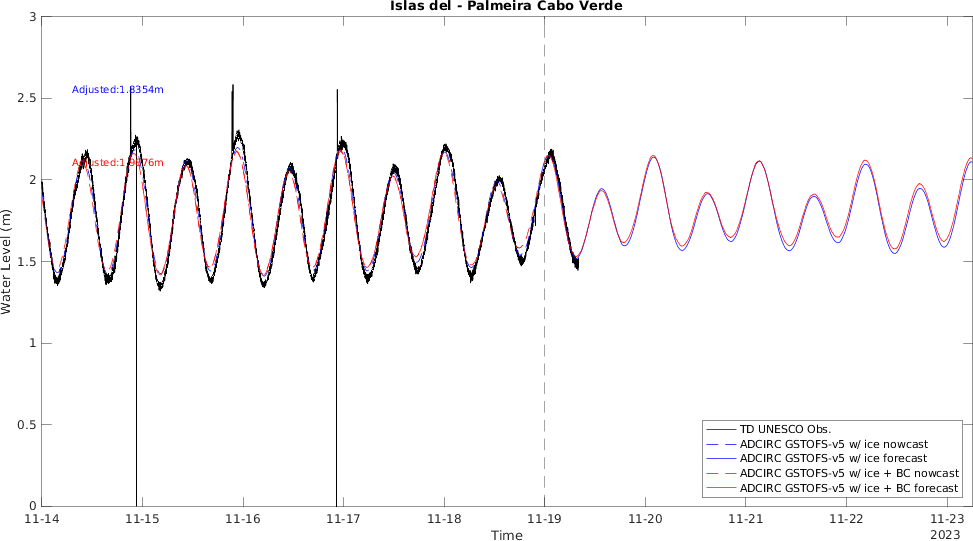 Islas del - Palmeira Cabo Verde
3
2.5
2
1.5
1
0.5
0
Water Level (m)
Adjusted:1.8354m
TD UNESCO Obs.
ADCIRC GSTOFS-v5 w/ ice nowcast
ADCIRC GSTOFS-v5 w/ ice forecast
ADCIRC GSTOFS-v5 w/ ice + BC nowcast
ADCIRC GSTOFS-v5 w/ ice + BC forecast
11-14 11-15 11-16 11-17 11-18 11-19 11-20 11-21 11-22 11-23
Time
2023